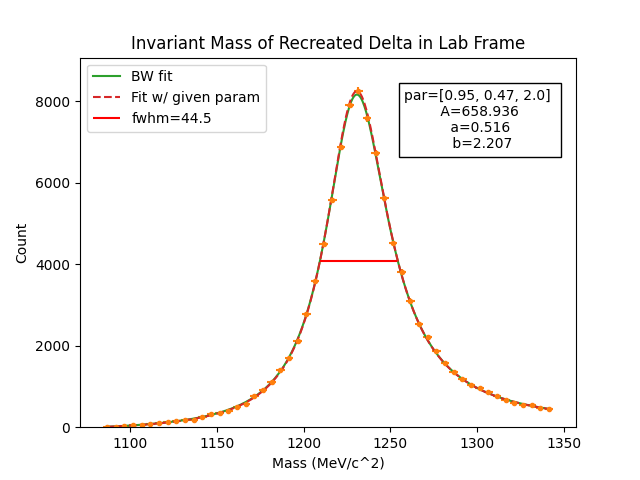 Invariant Mass of Recreated Delta in Lab Frame
BW fit
Fit w/ given param
fwhm=44.5
par=[0.95, 0.47, 2.0]
A=658.936
a=0.516
b=2.207
Count
8000
6000
4000
2000
0
1100 1150 1200 1250 1300 1350
Mass (MeV/c^2)